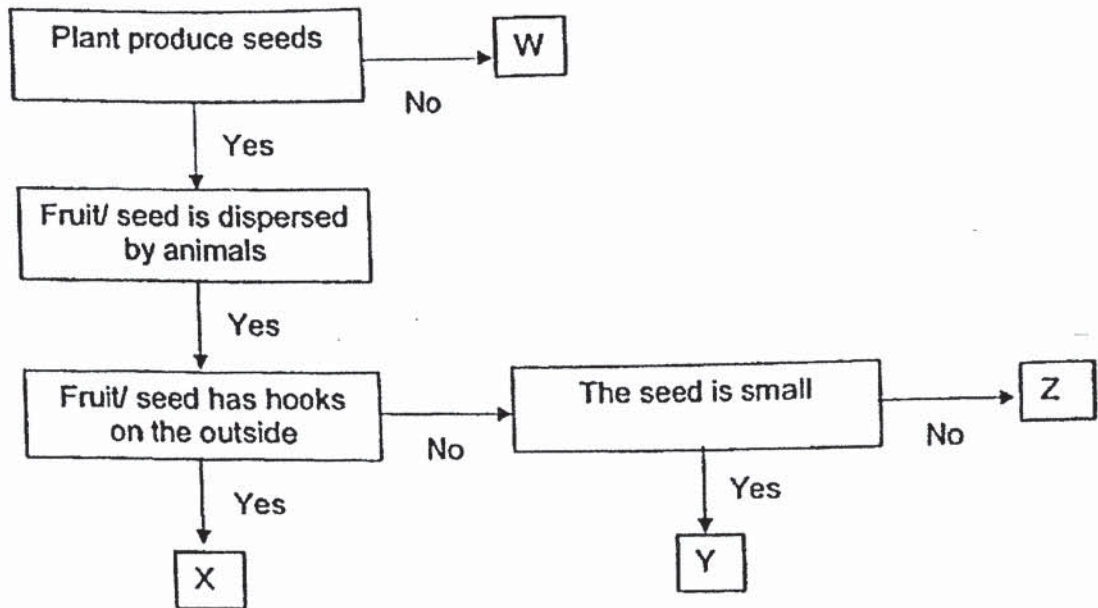 Plant produce seeds
W
No
Yes
Fruit/ seed is dispersed
by animals
Yes
Fruit/ seed has hooks
on the outside
No
The seed is small
No
Z
Yes
X
Yes
Y